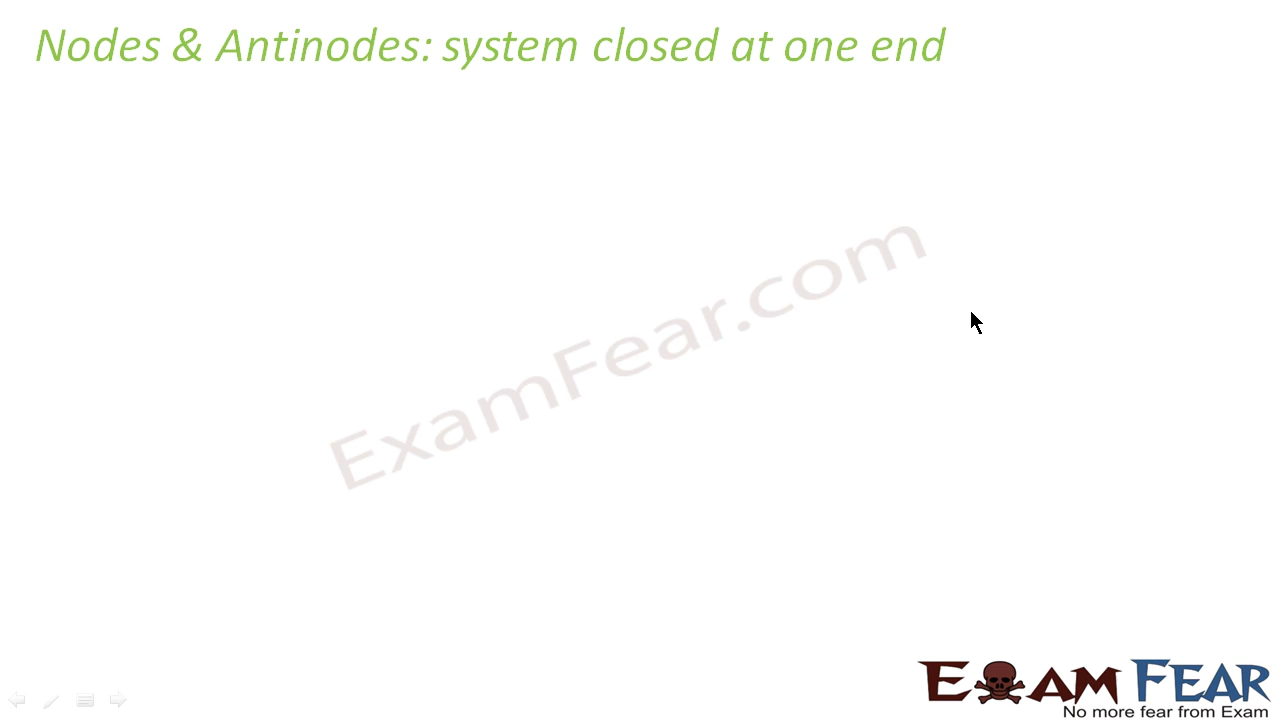 Nodes & Antinodes: system closed at one end
ExamFear.com
EXAM FEAR
No more fear from Exam